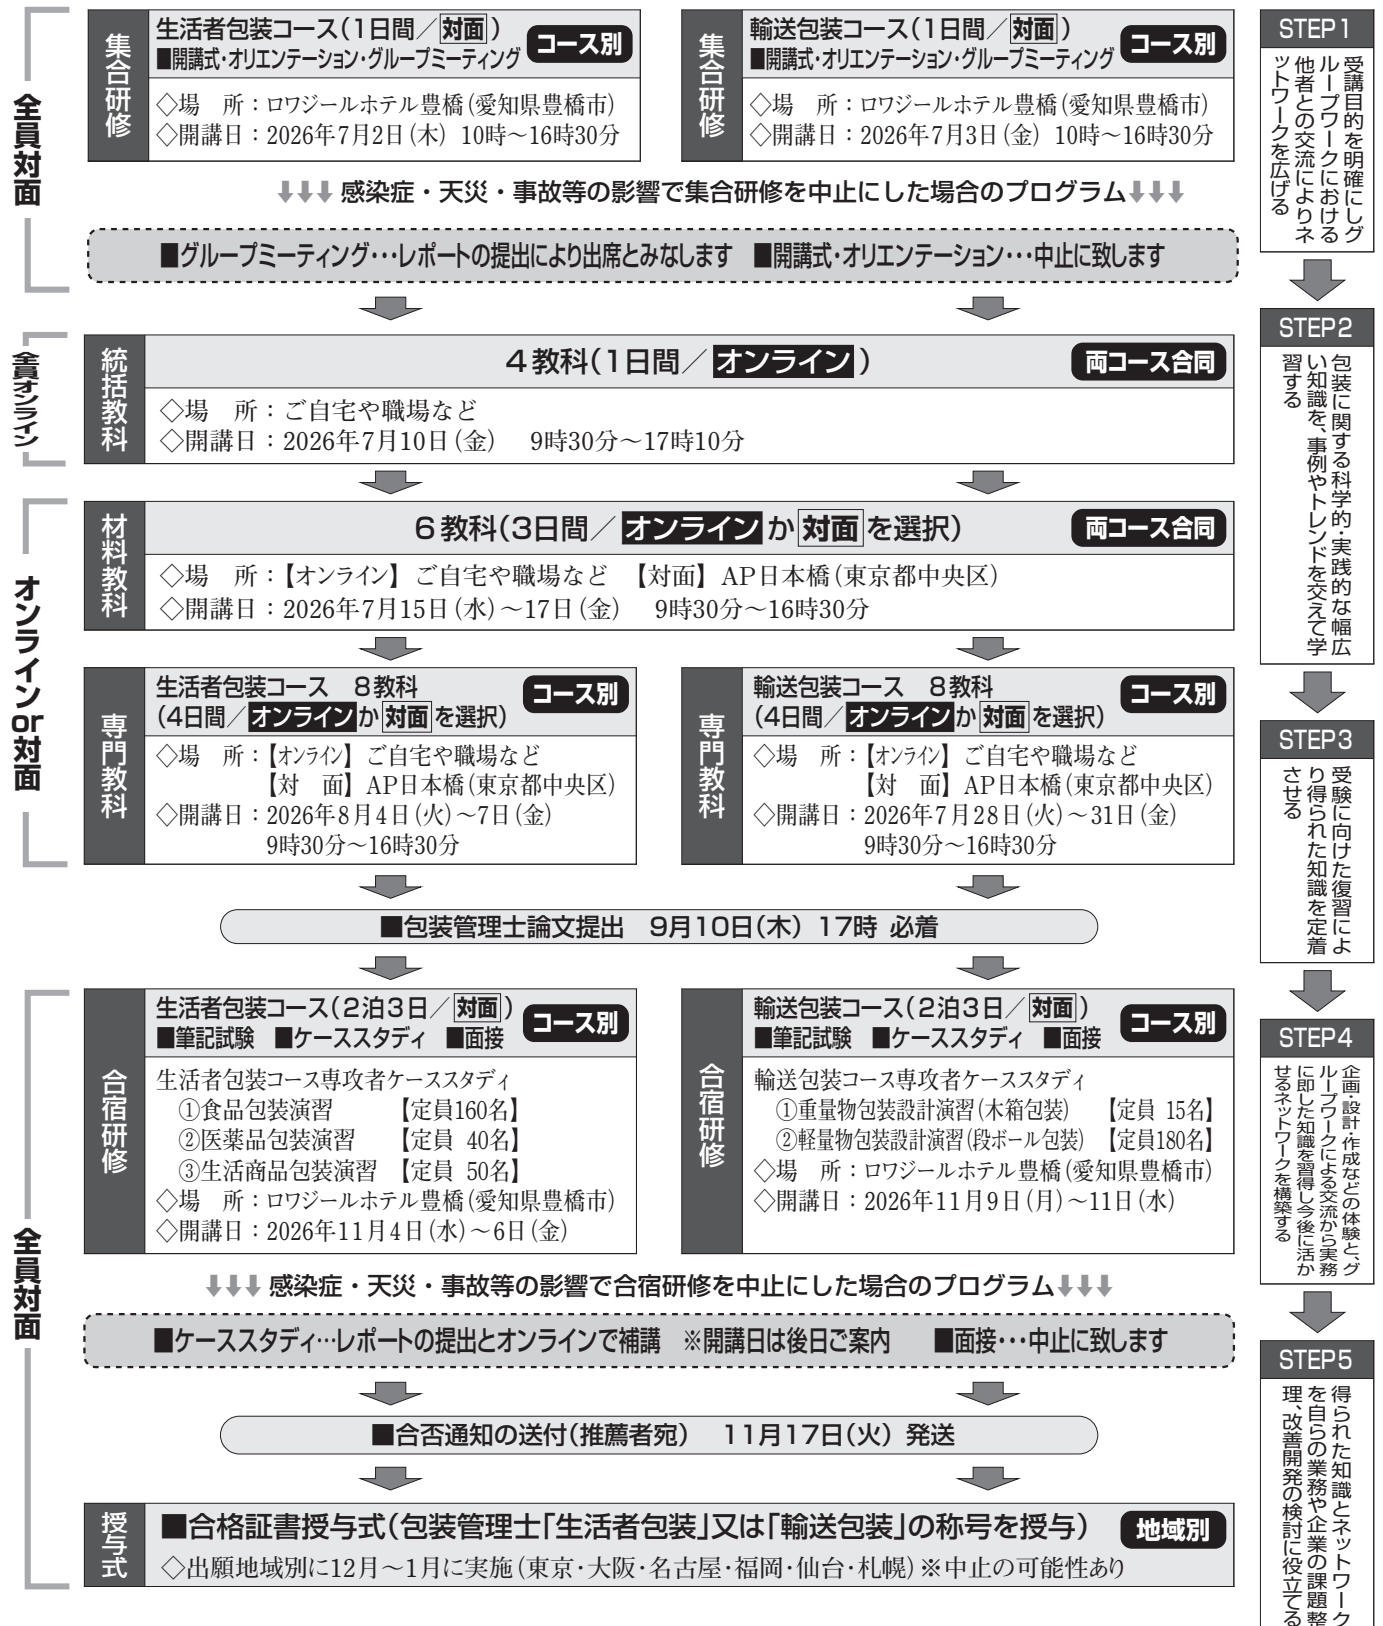 全員対面
集合研修
生活者包装コース(1日間／対面)
コース別
■開講式・オリエンテーション・グループミーティング
◇場　所：ロワジールホテル豊橋(愛知県豊橋市)
◇開講日：2026年7月2日(木)　10時～16時30分
集合研修
輸送包装コース(1日間／対面)
コース別
■開講式・オリエンテーション・グループミーティング
◇場　所：ロワジールホテル豊橋(愛知県豊橋市)
◇開講日：2026年7月3日(金)　10時～16時30分
⬇⬇⬇ 感染症・天災・事故等の影響で集合研修を中止にした場合のプログラム⬇⬇⬇
■グループミーティング･･･レポートの提出により出席とみなします　■開講式・オリエンテーション･･･中止に致します
全員オンライン
統括教科
4教科(1日間／オンライン)
両コース合同
◇場　所：ご自宅や職場など
◇開講日：2026年7月10日(金)　9時30分～17時10分
オンラインor対面
材料教科
6教科(3日間／オンラインか対面を選択)
両コース合同
◇場　所：【オンライン】ご自宅や職場など　【対面】AP日本橋(東京都中央区)
◇開講日：2026年7月15日(水)～17日(金)　9時30分～16時30分
専門教科
生活者包装コース　8教科
コース別
(4日間／オンラインか対面を選択)
◇場　所：【オンライン】ご自宅や職場など
【対　面】AP日本橋(東京都中央区)
◇開講日：2026年8月4日(火)～7日(金)
9時30分～16時30分
専門教科
輸送包装コース　8教科
コース別
(4日間／オンラインか対面を選択)
◇場　所：【オンライン】ご自宅や職場など
【対　面】AP日本橋(東京都中央区)
◇開講日：2026年7月28日(火)～31日(金)
9時30分～16時30分
■包装管理士論文提出　9月10日(木) 17時 必着
全員対面
合宿研修
生活者包装コース(2泊3日／対面)
コース別
■筆記試験　■ケーススタディ　■面接
生活者包装コース専攻者ケーススタディ
①食品包装演習　【定員160名】
②医薬品包装演習　【定員 40名】
③生活商品包装演習　【定員 50名】
◇場　所：ロワジールホテル豊橋(愛知県豊橋市)
◇開講日：2026年11月4日(水)～6日(金)
合宿研修
輸送包装コース(2泊3日／対面)
コース別
■筆記試験　■ケーススタディ　■面接
輸送包装コース専攻者ケーススタディ
①重量物包装設計演習(木箱包装)　【定員 15名】
②軽量物包装設計演習(段ボール包装)　【定員180名】
◇場　所：ロワジールホテル豊橋(愛知県豊橋市)
◇開講日：2026年11月9日(月)～11日(水)
⬇⬇⬇ 感染症・天災・事故等の影響で合宿研修を中止にした場合のプログラム⬇⬇⬇
■ケーススタディ…レポートの提出とオンラインで補講　※開講日は後日ご案内　■面接･･･中止に致します
■合否通知の送付(推薦者宛)　11月17日(火) 発送
授与式
■合格証書授与式(包装管理士「生活者包装」又は「輸送包装」の称号を授与)
地域別
◇出願地域別に12月～1月に実施(東京・大阪・名古屋・福岡・仙台・札幌)※中止の可能性あり
STEP1
受講目的を明確にしグ
ループワークにおける
他者との交流によりネ
ットワークを広げる
STEP2
包装に関する科学的・実践的な幅広
い知識を、事例やトレンドを交えて学
習する
STEP3
受験に向けた復習によ
り得られた知識を定着
させる
STEP4
企画・設計・作成などの体験と、グ
ループワークによる交流から実務
に即した知識を習得し今後に活か
せるネットワークを構築する
STEP5
得られた知識とネットワーク
を自らの業務や企業の課題整
理、改善開発の検討に役立てる